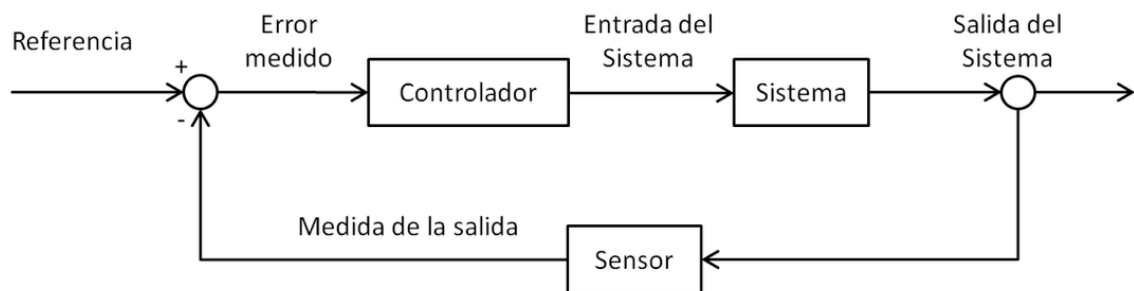 Referencia
+
-
Error
medido
Controlador
Entrada del
Sistema
Sistema
Salida del
Sistema
Medida de la salida
Sensor